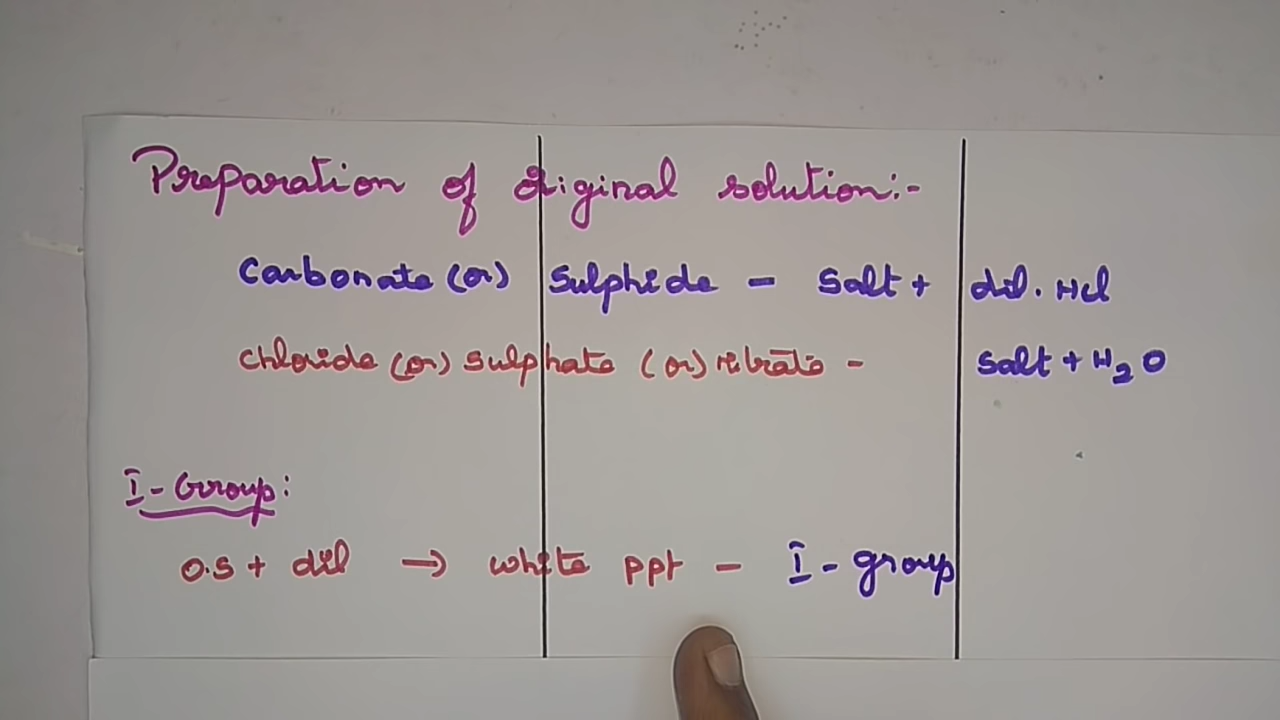 Preparation of original solution:-
Carbonate (or) Sulphide - Salt + dil. Hcl
Chloride (or) sulphate (or) nitrate - Salt + H₂O
I - Group:
O.S + dil → white ppt - I - group